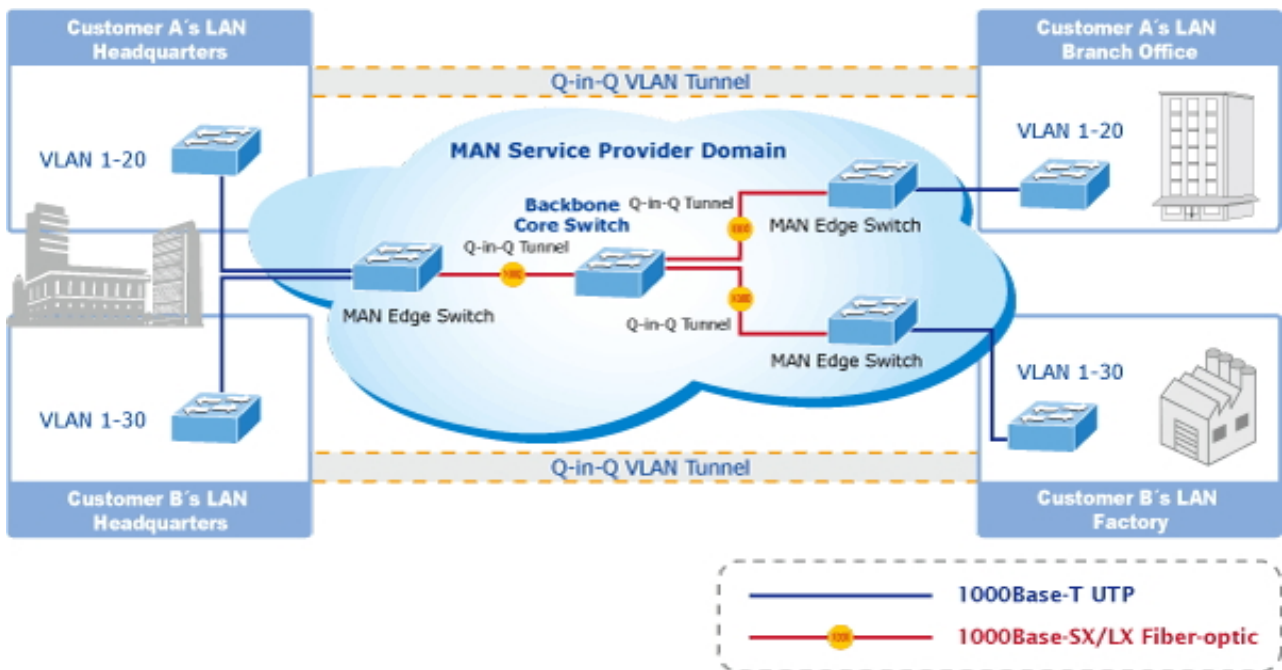 Customer A´s LAN
Headquarters
Customer A´s LAN
Branch Office
Q-in-Q VLAN Tunnel
VLAN 1-20
VLAN 1-20
MAN Service Provider Domain
Backbone
Core Switch
Q-in-Q Tunnel
MAN Edge Switch
Q-in-Q Tunnel
MAN Edge Switch
Q-in-Q Tunnel
MAN Edge Switch
VLAN 1-30
VLAN 1-30
Q-in-Q VLAN Tunnel
Customer B´s LAN
Headquarters
Customer B´s LAN
Factory
1000Base-T UTP
1000Base-SX/LX Fiber-optic